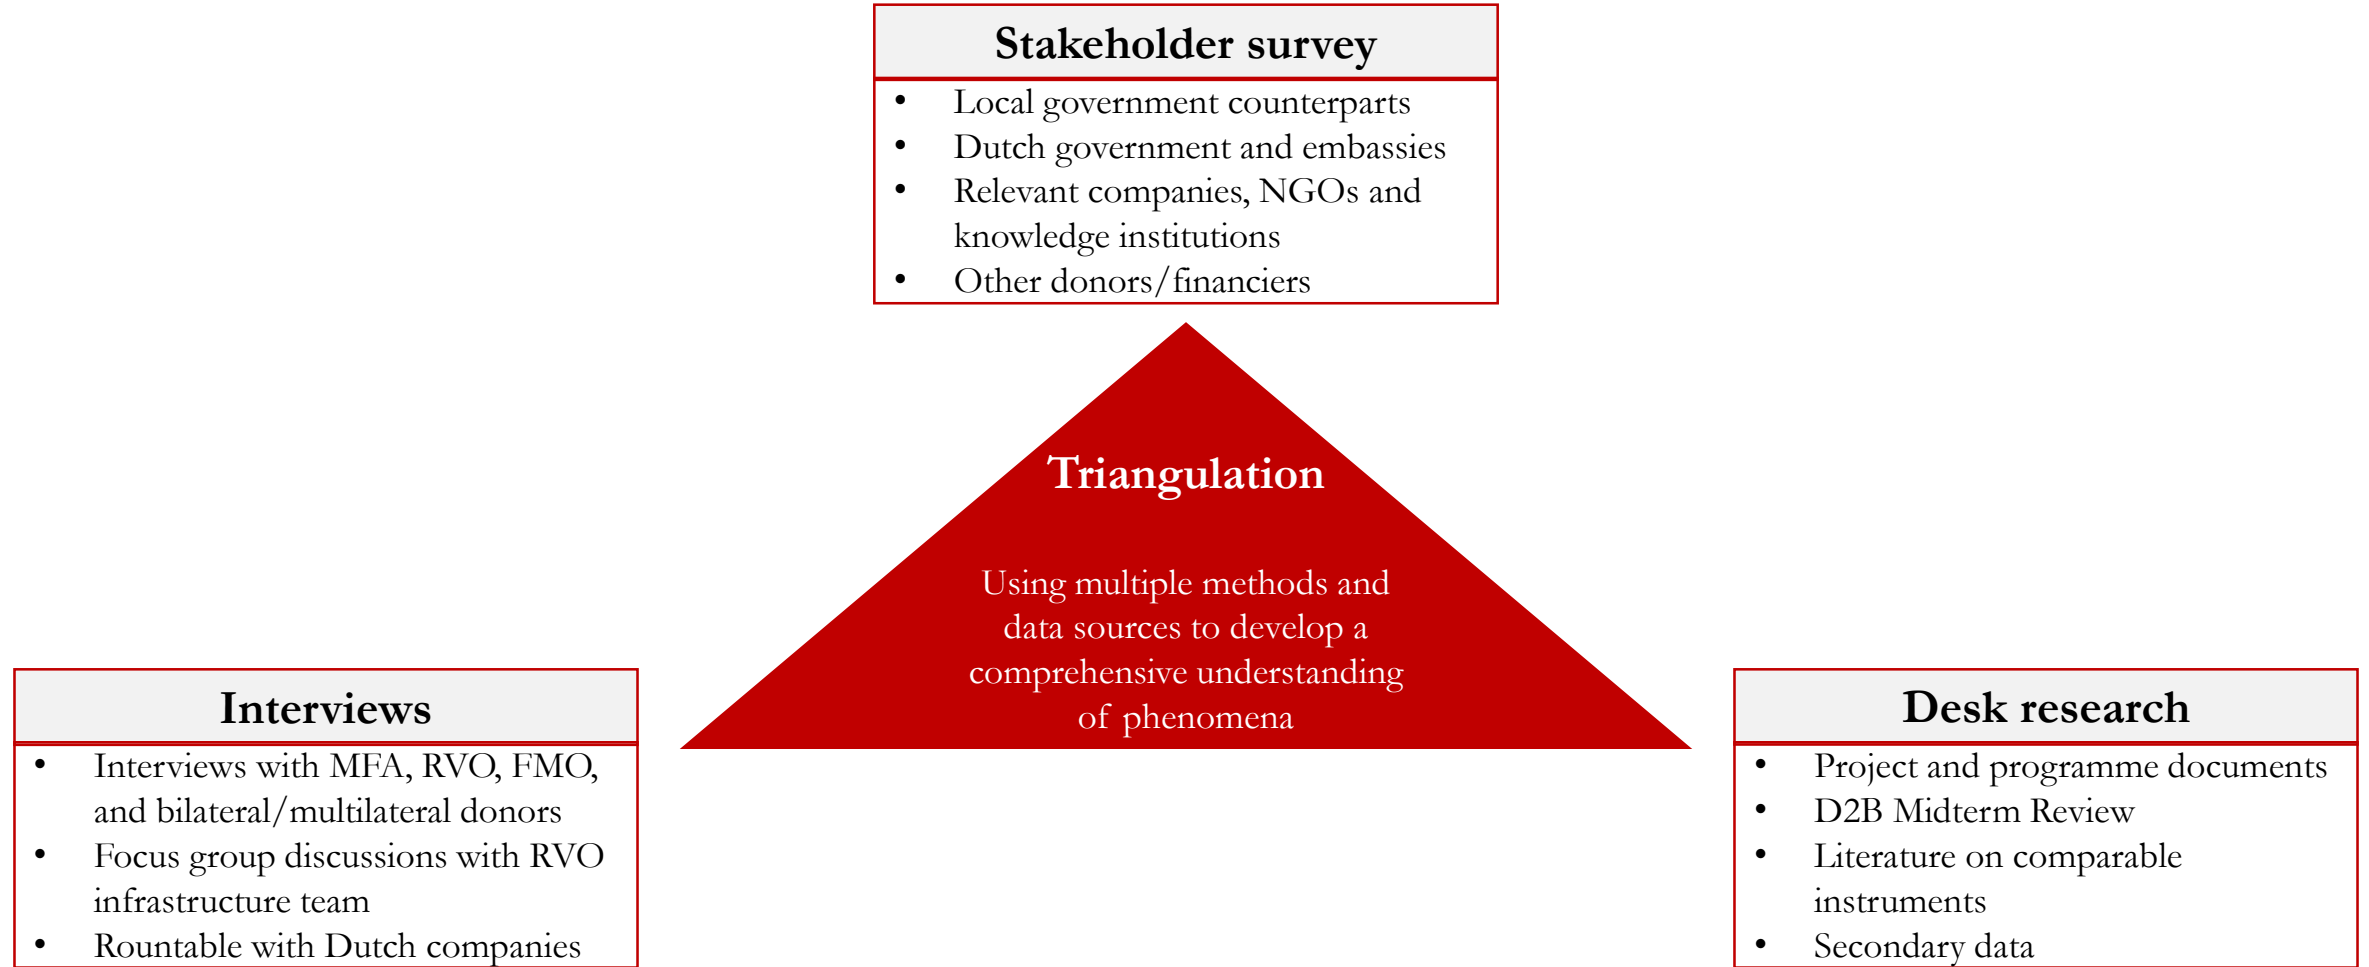 Stakeholder survey
• Local government counterparts
• Dutch government and embassies
• Relevant companies, NGOs and
knowledge institutions
• Other donors/financiers
Triangulation
Using multiple methods and
data sources to develop a
comprehensive understanding
of phenomena
Interviews
• Interviews with MFA, RVO, FMO,
and bilateral/multilateral donors
• Focus group discussions with RVO
infrastructure team
• Rountable with Dutch companies
Desk research
• Project and programme documents
• D2B Midterm Review
• Literature on comparable
instruments
• Secondary data